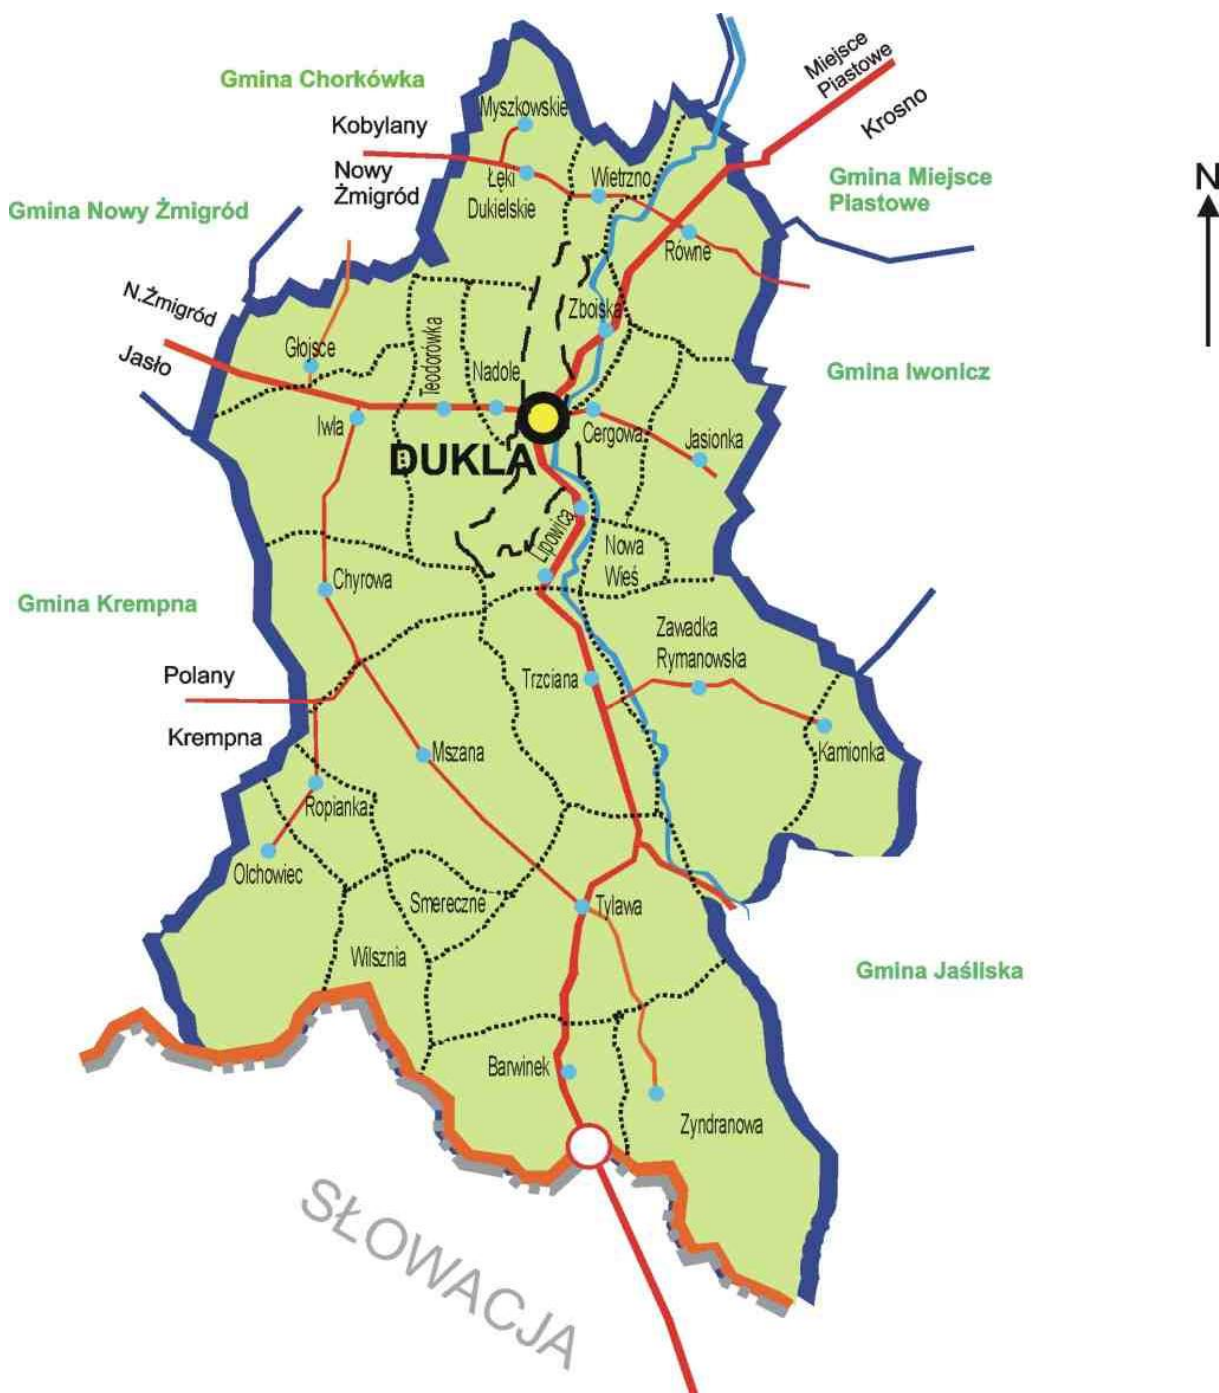 Miejsce
Piastowe
Krosno
Gmina Chorkówka
Myszkowskie
Kobylany
Nowy
Żmigród
Łęki
Dukielskie
Wietrzno
Gmina Miejsce
Piastowe
N
Gmina Nowy Żmigród
Równe
N.Żmigród
Jasło
Zboiska
Głojsce
Teodorówka
Nadole
Gmina Iwonicz
Iwla
Cergowa
Jasionka
DUKLA
Lipowica
Nowa
Wieś
Chyrowa
Gmina Krempna
Zawadka
Rymanowska
Polany
Trzciana
Krempna
Mszana
Kamionka
Ropianka
Olchowiec
Smereczne
Tylawa
Wilsznia
Gmina Jaśliska
Barwinek
Zyndranowa
SŁOWACJA